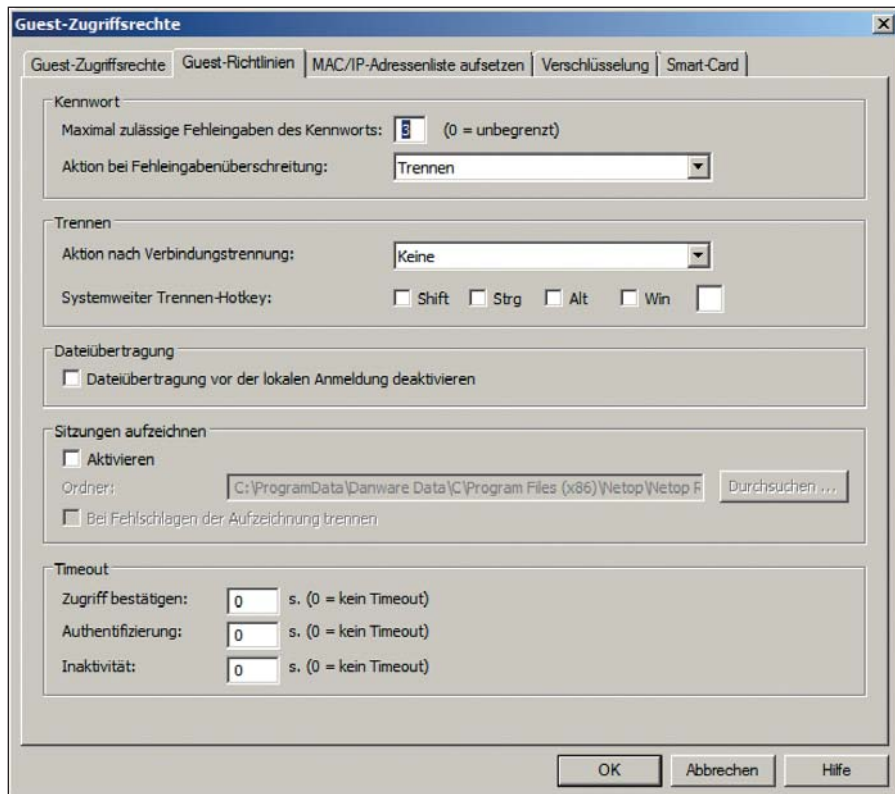 Guest-Zugriffsrechte
Guest-Zugriffsrechte Guest-Richtlinien MAC/IP-Adressenliste aufsetzen Verschlüsselung Smart-Card
Kennwort
Maximal zulässige Fehleingaben des Kennworts: 3 (0 = unbegrenzt)
Aktion bei Fehleingabenüberschreitung: Trennen
Trennen
Aktion nach Verbindungstrennung: Keine
Systemweiter Trennen-Hotkey: Shift Strg Alt Win
Dateiübertragung
Dateiübertragung vor der lokalen Anmeldung deaktivieren
Sitzungen aufzeichnen
Aktivieren
Ordner: C:\ProgramData\Danware Data\C\Program Files (x86)\Netop\Netop R Durchsuchen ...
Bei Fehlschlagen der Aufzeichnung trennen
Timeout
Zugriff bestätigen: 0 s. (0 = kein Timeout)
Authentifizierung: 0 s. (0 = kein Timeout)
Inaktivität: 0 s. (0 = kein Timeout)
OK Abbrechen Hilfe